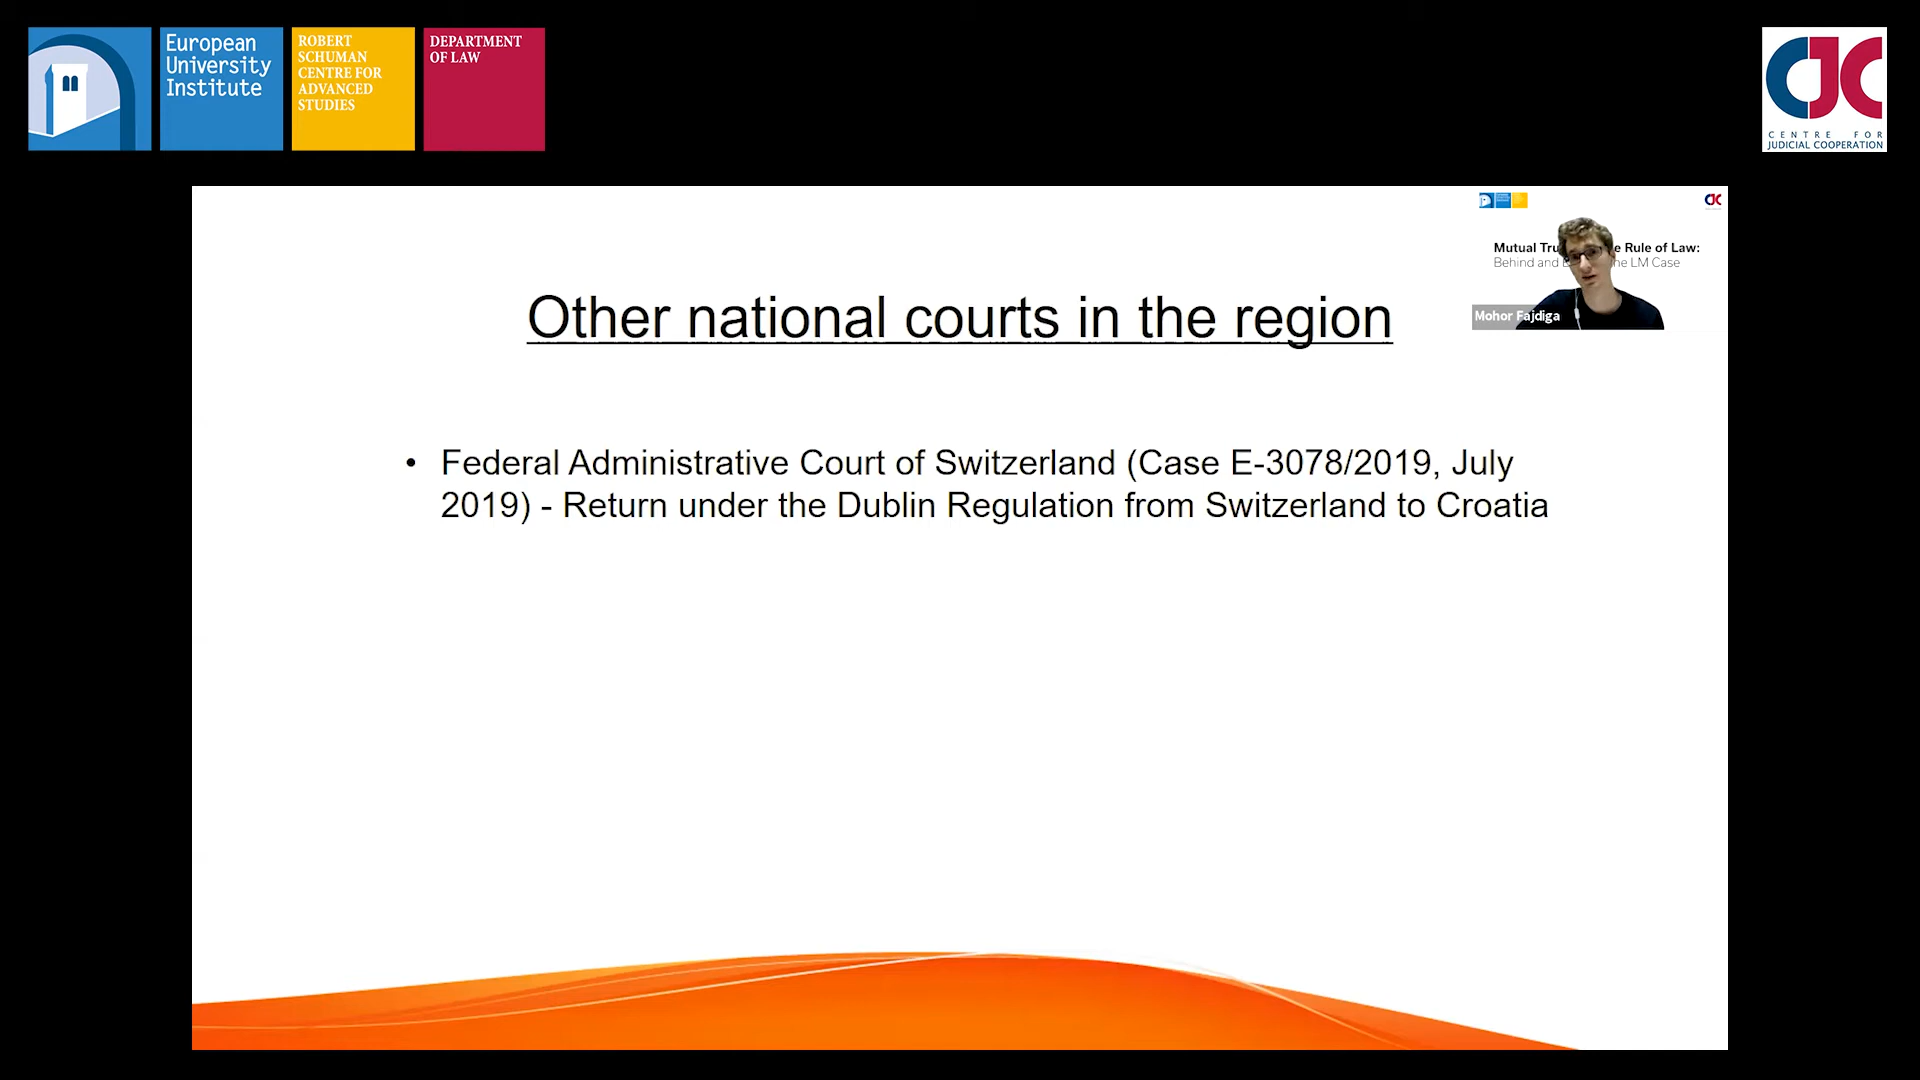 European
University
Institute
ROBERT
SCHUMAN
CENTRE FOR
ADVANCED
STUDIES
DEPARTMENT
OF LAW
CJC
CENTRE FOR
JUDICIAL COOPERATION
CJC
Mutual e Rule of Law:
Behind and LM Case
Mohor Fajdiga
Other national courts in the region
• Federal Administrative Court of Switzerland (Case E-3078/2019, July
2019) - Return under the Dublin Regulation from Switzerland to Croatia